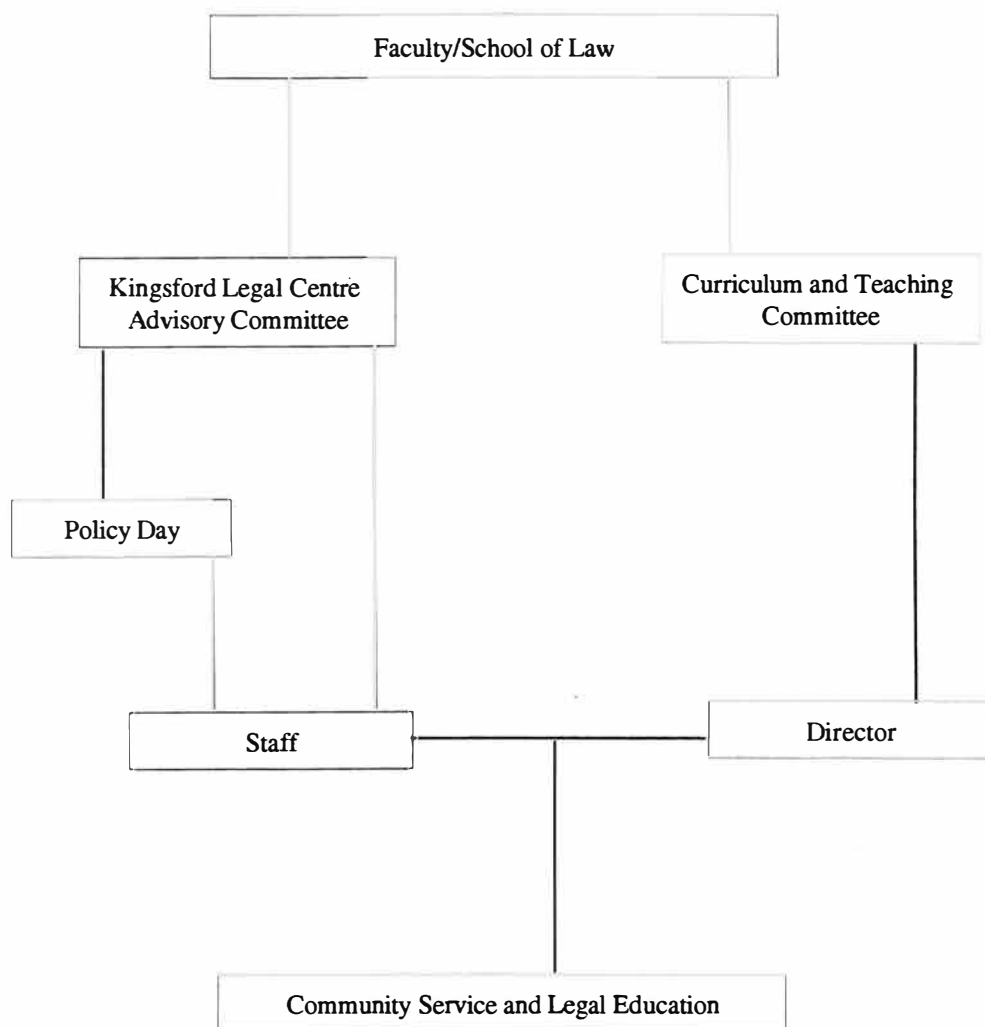 Faculty/School of Law
Kingsford Legal Centre
Advisory Committee
Curriculum and Teaching
Committee
Policy Day
Staff
Director
Community Service and Legal Education